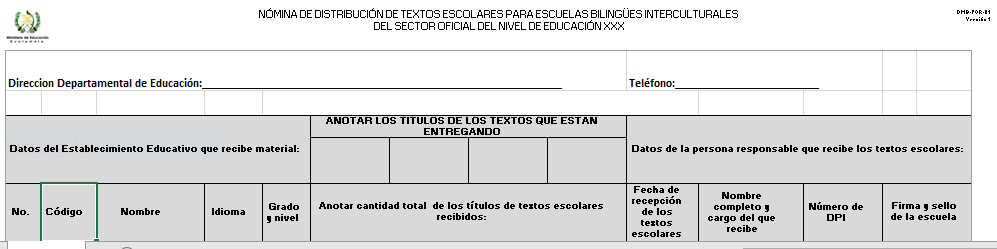 NÓMINA DE DISTRIBUCIÓN DE TEXTOS ESCOLARES PARA ESCUELAS BILINGÜES INTERCULTURALES
DEL SECTOR OFICIAL DEL NIVEL DE EDUCACIÓN XXX
DMB-FOR-01
Versión 1
Ministerio de Educación
Guatemala
Direccion Departamental de Educación:
Teléfono:
Datos del Establecimiento Educativo que recibe material:
ANOTAR LOS TITULOS DE LOS TEXTOS QUE ESTAN
ENTREGANDO
Datos de la persona responsable que recibe los textos escolares:
No.
Código
Nombre
Idioma
Grado
y nivel
Anotar cantidad total de los títulos de textos escolares
recibidos:
Fecha de
recepción
de los
textos
escolares
Nombre
completo y
cargo del que
recibe
Número de
DPI
Firma y sello
de la escuela